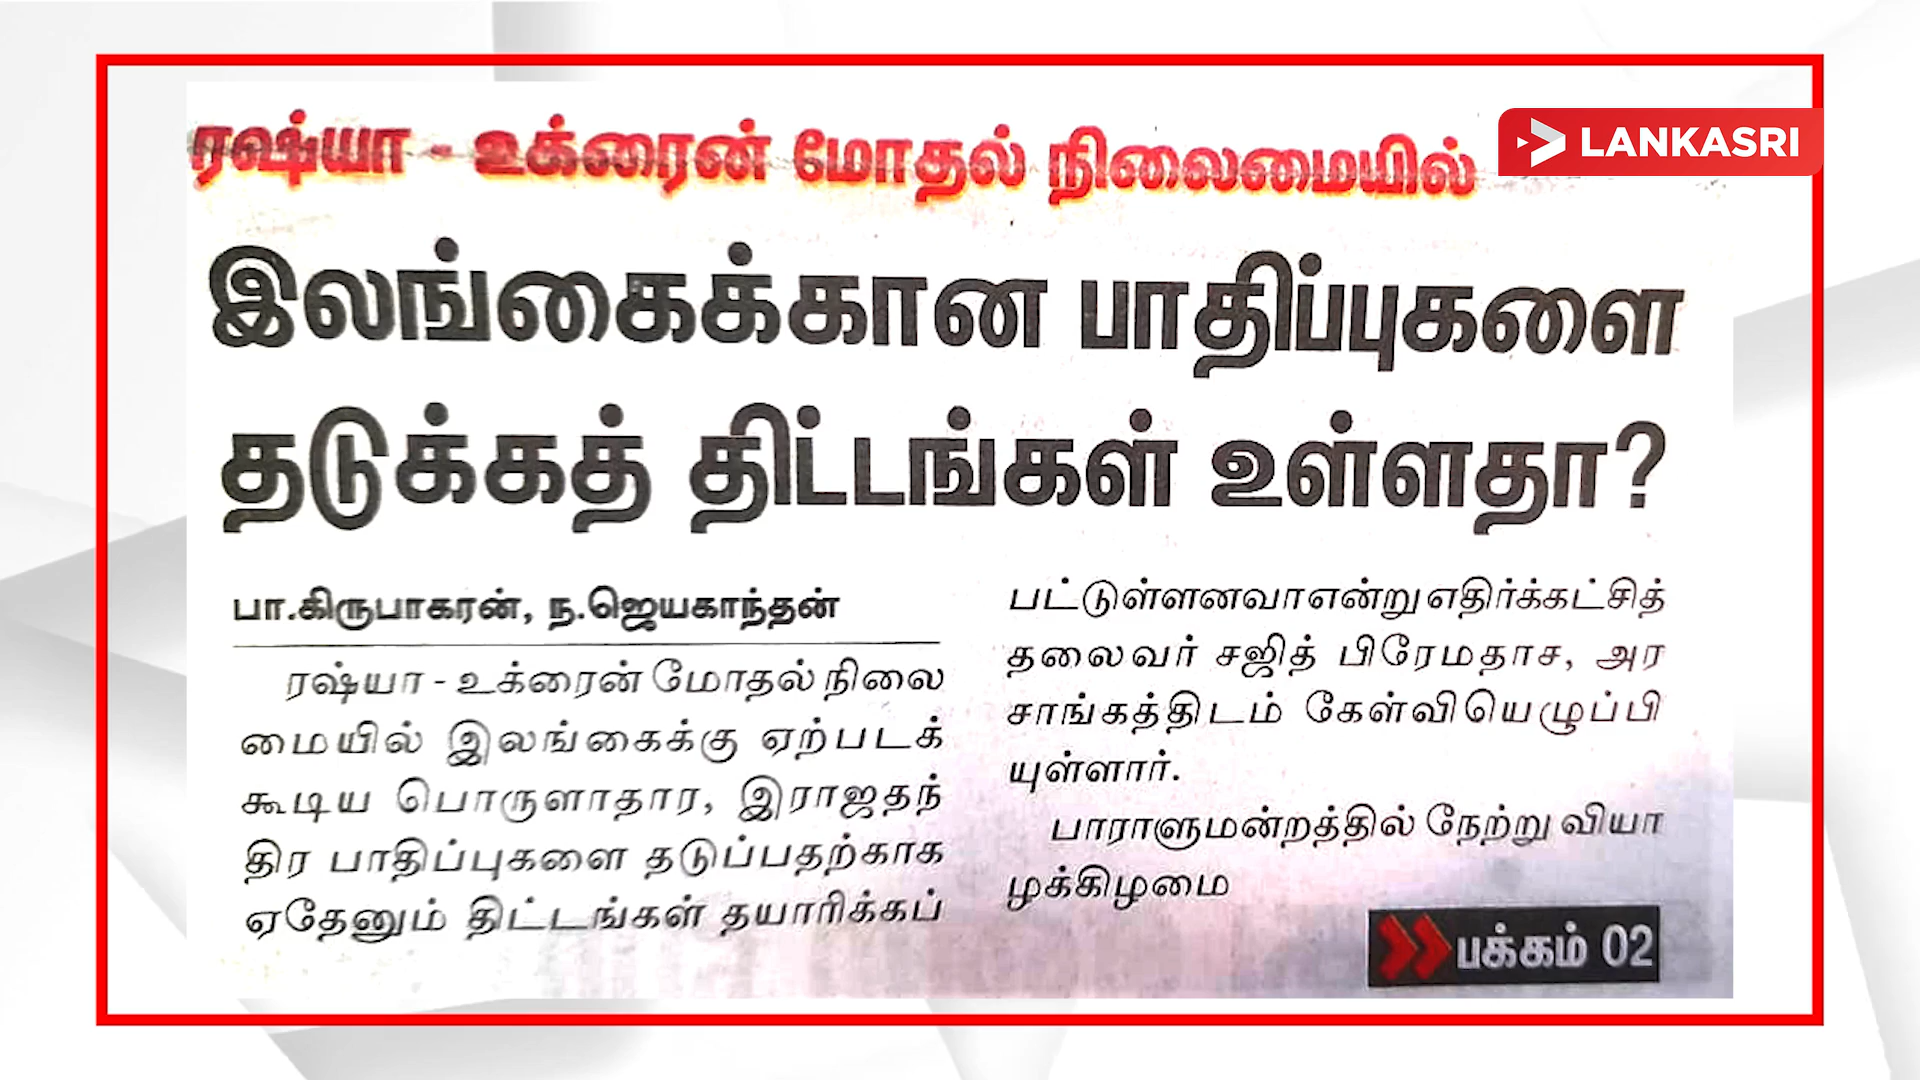 LANKASRI
ரஷ்யா - உக்ரைன் மோதல் நிலைமையில்
இலங்கைக்கான பாதிப்புகளை
தடுக்கத் திட்டங்கள் உள்ளதா?
பா.கிருபாகரன், ந.ஜெயகாந்தன்
ரஷ்யா - உக்ரைன் மோதல் நிலை
மையில் இலங்கைக்கு ஏற்படக்
கூடிய பொருளாதார, இராஜதந்
திர பாதிப்புகளை தடுப்பதற்காக
ஏதேனும் திட்டங்கள் தயாரிக்கப்
பட்டுள்ளனவா என்று எதிர்க்கட்சித்
தலைவர் சஜித் பிரேமதாச, அர
சாங்கத்திடம் கேள்வியெழுப்பி
யுள்ளார்.
பாராளுமன்றத்தில் நேற்று வியா
ழக்கிழமை
பக்கம் 02